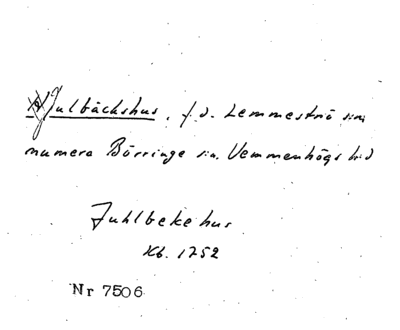 Julbäckshus, f.d. Lemmeströ sn,
numera Börringe sn. Vemmenhögs hd
Juhlbekehus
Kb. 1752
Nr 7506